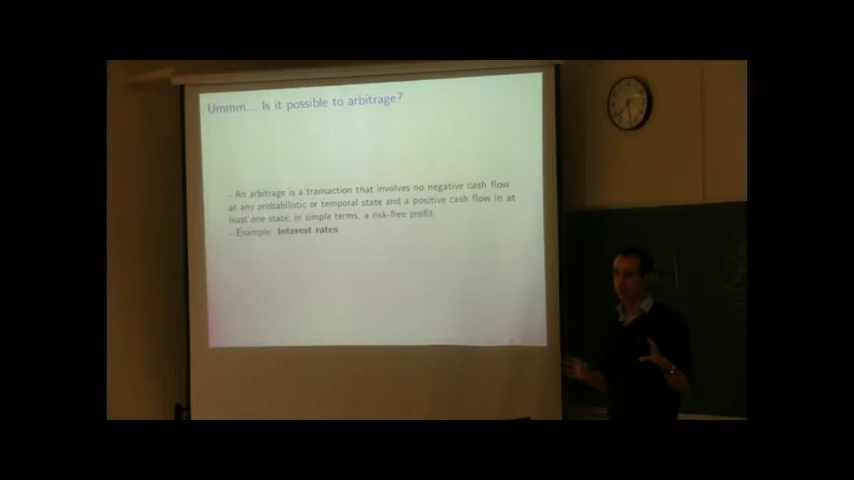 Ummm... Is it possible to arbitrage?
- An arbitrage is a transaction that involves no negative cash flow
at any probabilistic or temporal state and a positive cash flow in at
least one state; in simple terms, a risk-free profit.
- Example: Interest rates